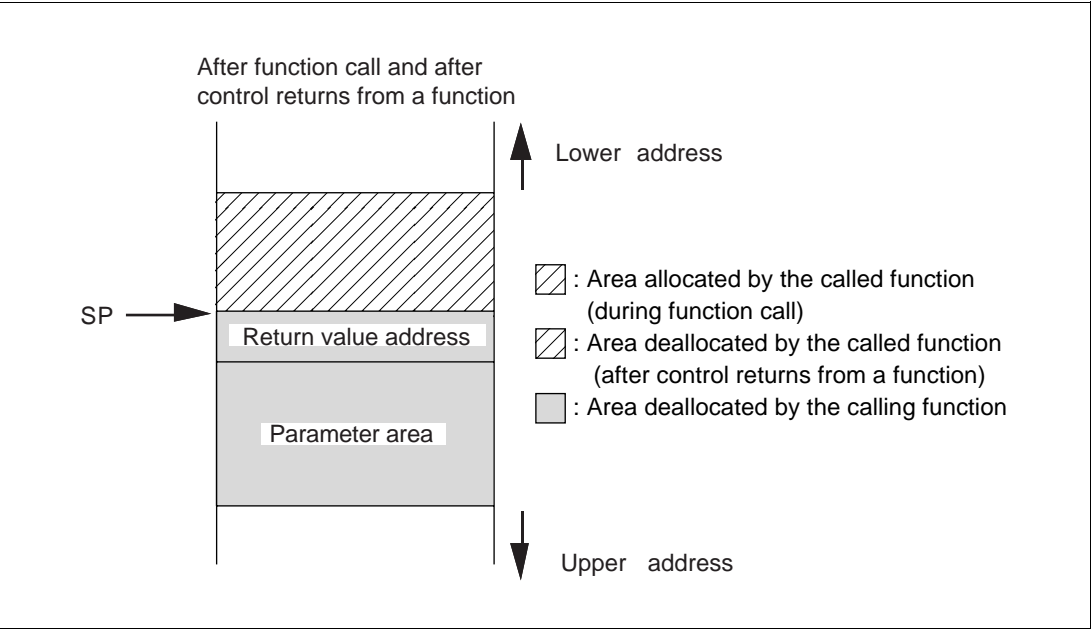 After function call and after
control returns from a function
Lower address
: Area allocated by the called function
(during function call)
SP
Return value address
: Area deallocated by the called function
(after control returns from a function)
: Area deallocated by the calling function
Parameter area
Upper address